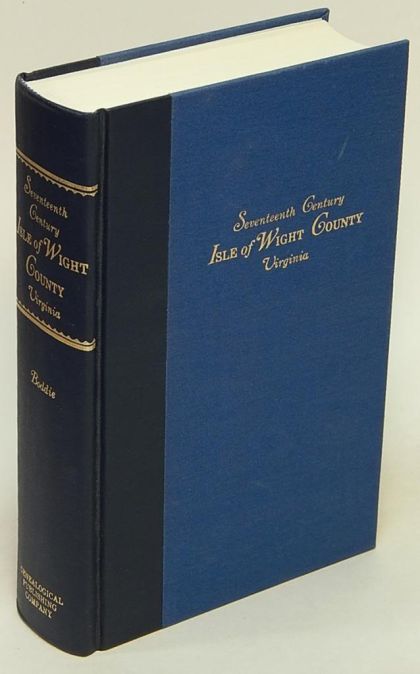 Seventeenth
Century
ISLE of WIGHT
COUNTY
Virginia
Boddie
GENEALOGICAL
PUBLISHING
COMPANY
Seventeenth Century
ISLE of WIGHT COUNTY
Virginia